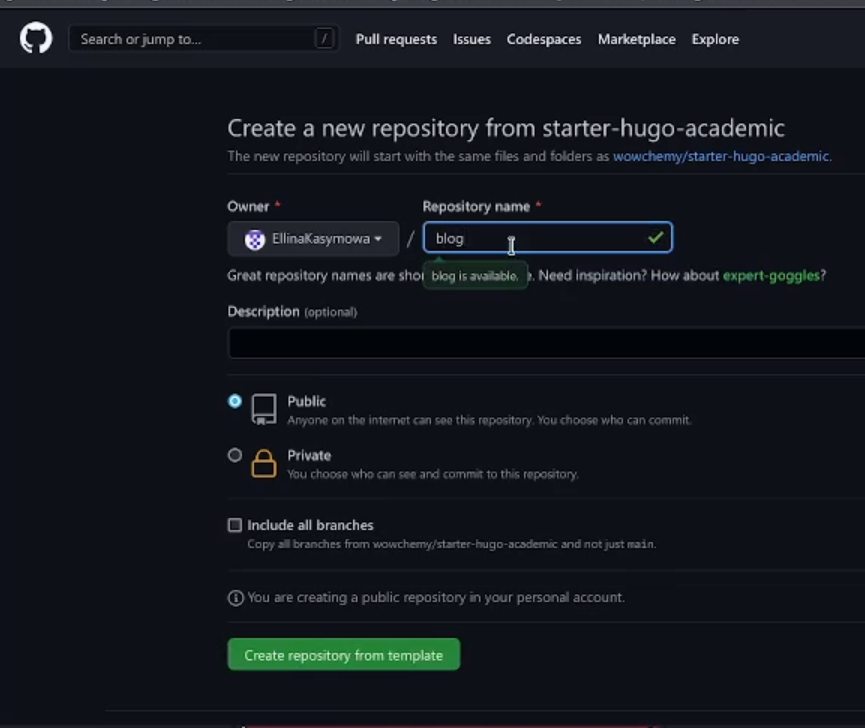 Search or jump to... / Pull requests Issues Codespaces Marketplace Explore
Create a new repository from starter-hugo-academic
The new repository will start with the same files and folders as wowchemy/starter-hugo-academic.
Owner * Repository name *
EllinaKasymowa / blog
Great repository names are shor blog is available. e. Need inspiration? How about expert-goggles?
Description (optional)
Public
Anyone on the internet can see this repository. You choose who can commit.
Private
You choose who can see and commit to this repository.
Include all branches
Copy all branches from wowchemy/starter-hugo-academic and not just main.
You are creating a public repository in your personal account.
Create repository from template